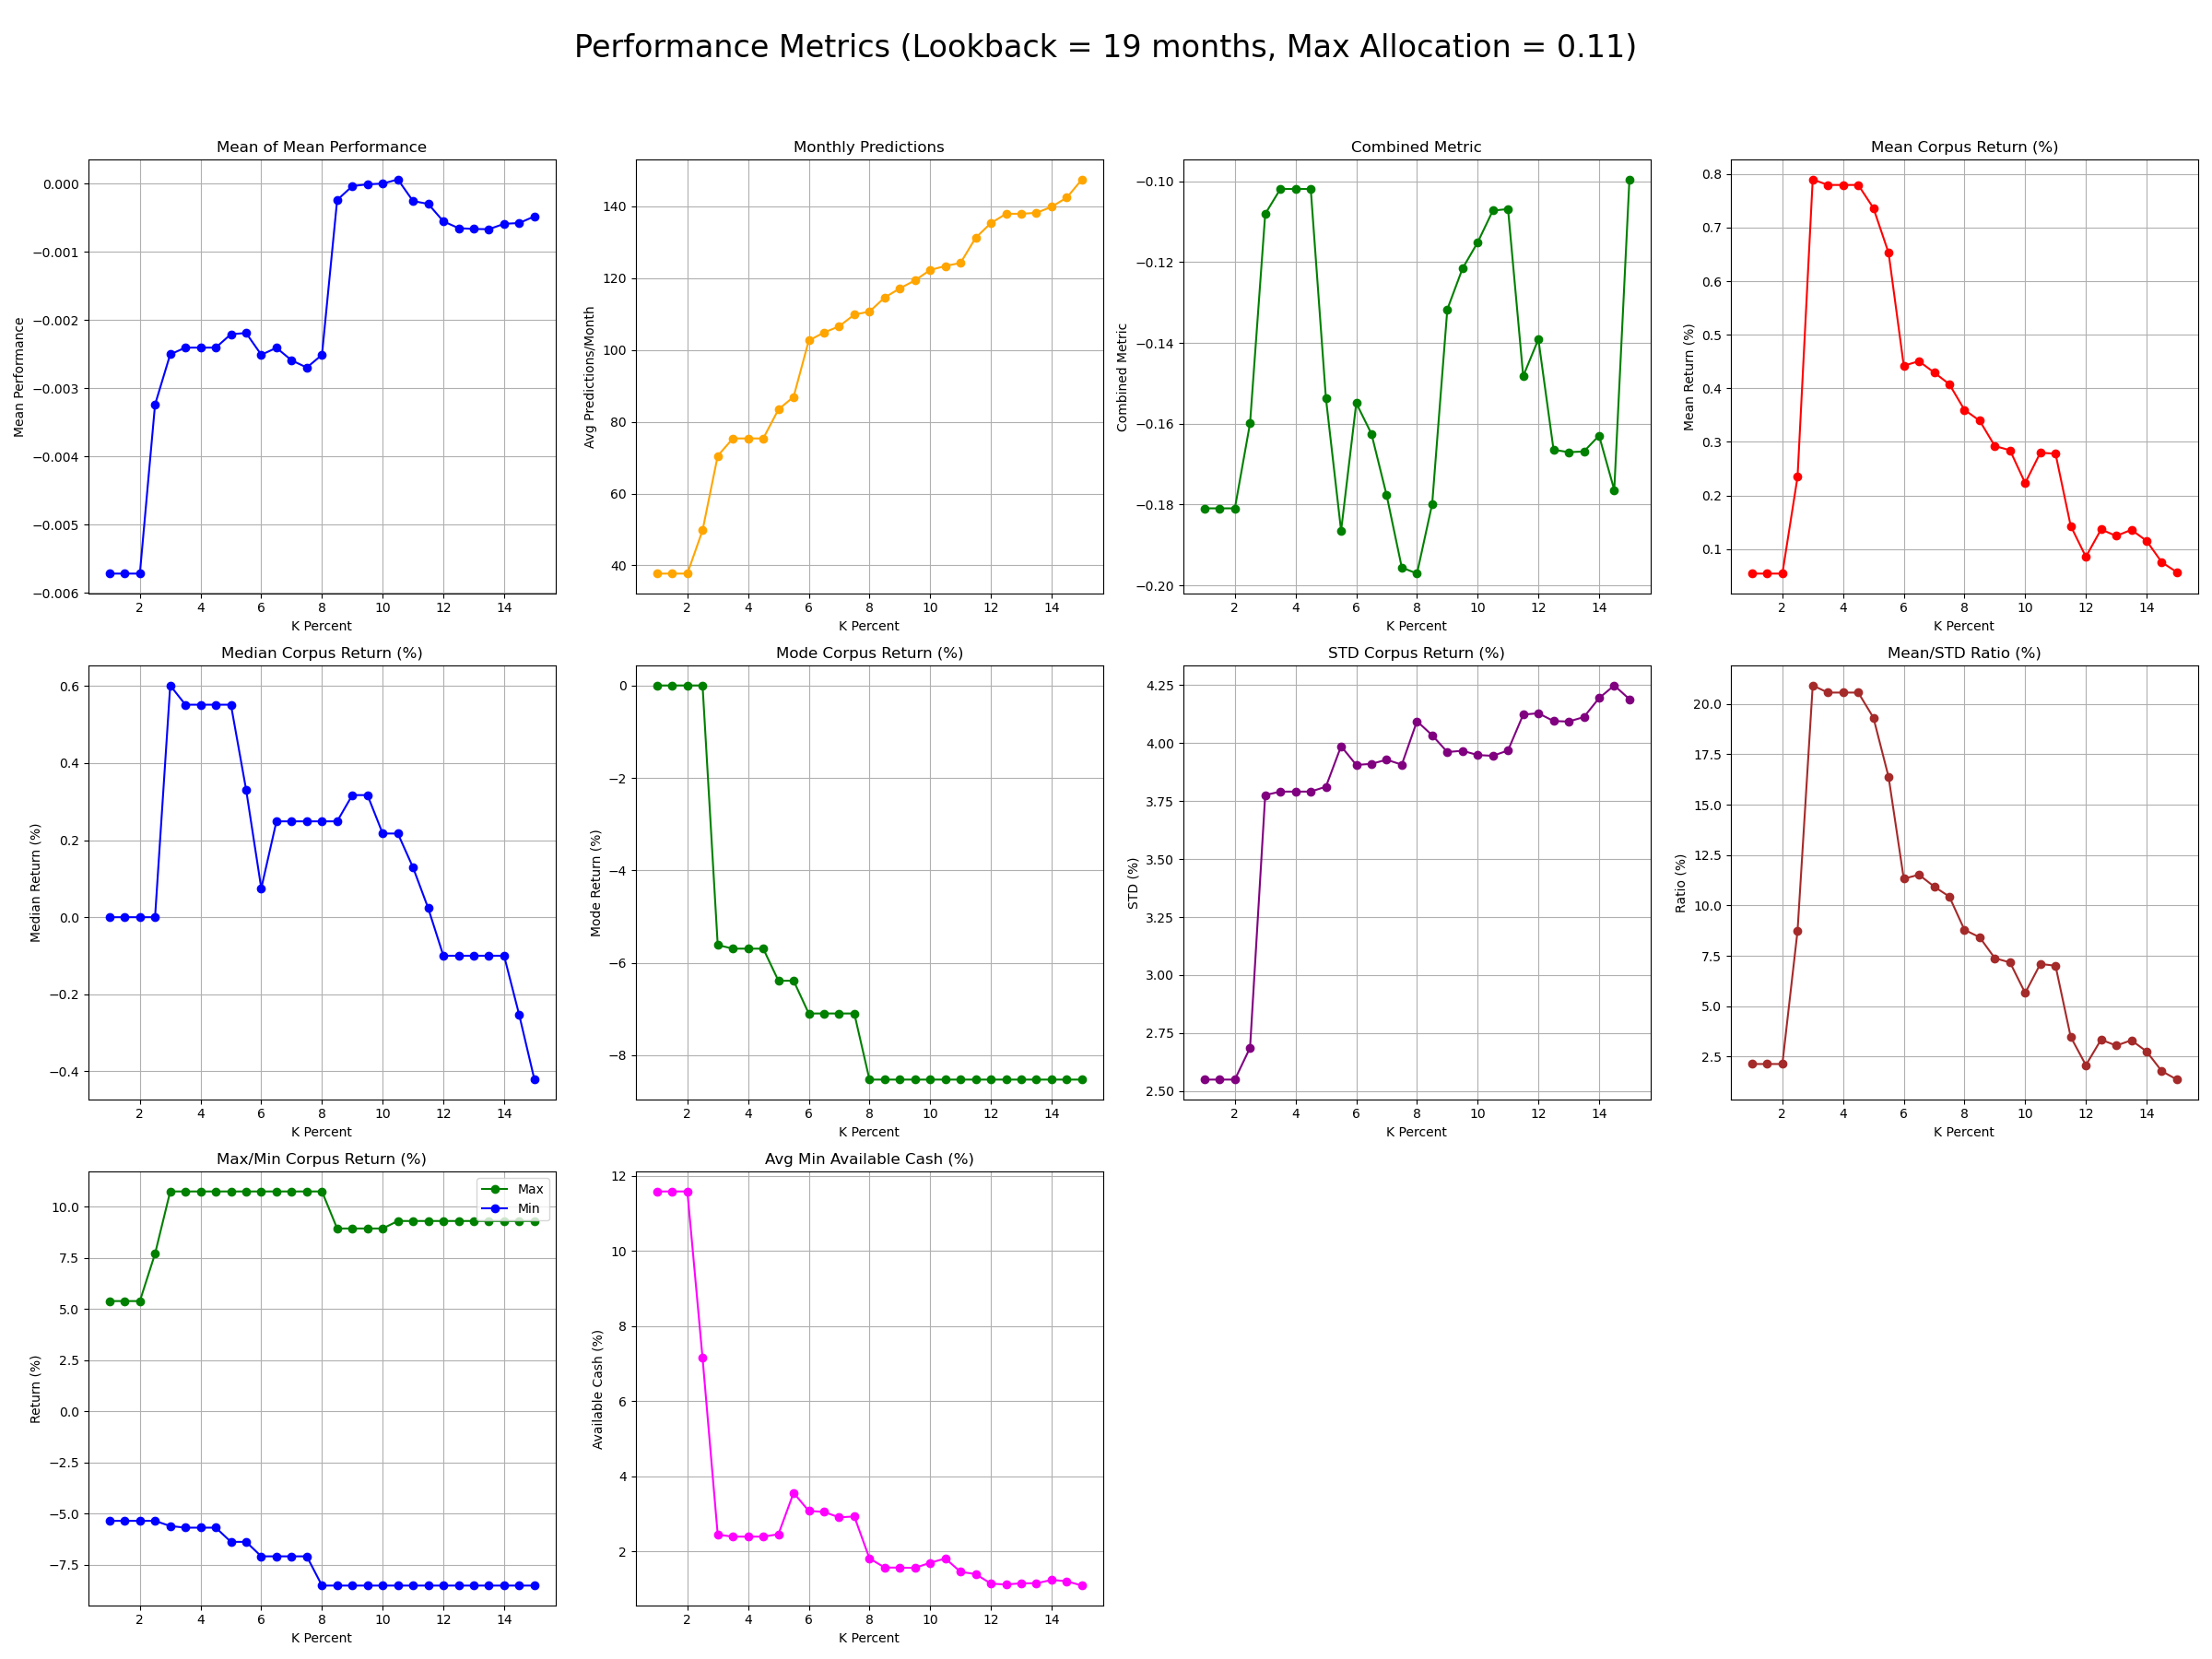 Performance Metrics (Lookback = 19 months, Max Allocation = 0.11)
Mean of Mean Performance
Mean Performance
0.000
−0.001
−0.002
−0.003
−0.004
−0.005
−0.006
2 4 6 8 10 12 14
K Percent
Monthly Predictions
Avg Predictions/Month
140
120
100
80
60
40
2 4 6 8 10 12 14
K Percent
Combined Metric
Combined Metric
−0.10
−0.12
−0.14
−0.16
−0.18
−0.20
2 4 6 8 10 12 14
K Percent
Mean Corpus Return (%)
Mean Return (%)
0.8
0.7
0.6
0.5
0.4
0.3
0.2
0.1
2 4 6 8 10 12 14
K Percent
Median Corpus Return (%)
Median Return (%)
0.6
0.4
0.2
0.0
−0.2
−0.4
2 4 6 8 10 12 14
K Percent
Mode Corpus Return (%)
Mode Return (%)
0
−2
−4
−6
−8
2 4 6 8 10 12 14
K Percent
STD Corpus Return (%)
STD (%)
4.25
4.00
3.75
3.50
3.25
3.00
2.75
2.50
2 4 6 8 10 12 14
K Percent
Mean/STD Ratio (%)
Ratio (%)
20.0
17.5
15.0
12.5
10.0
7.5
5.0
2.5
2 4 6 8 10 12 14
K Percent
Max/Min Corpus Return (%)
Return (%)
10.0
7.5
5.0
2.5
0.0
−2.5
−5.0
−7.5
Max
Min
2 4 6 8 10 12 14
K Percent
Avg Min Available Cash (%)
Available Cash (%)
12
10
8
6
4
2
2 4 6 8 10 12 14
K Percent